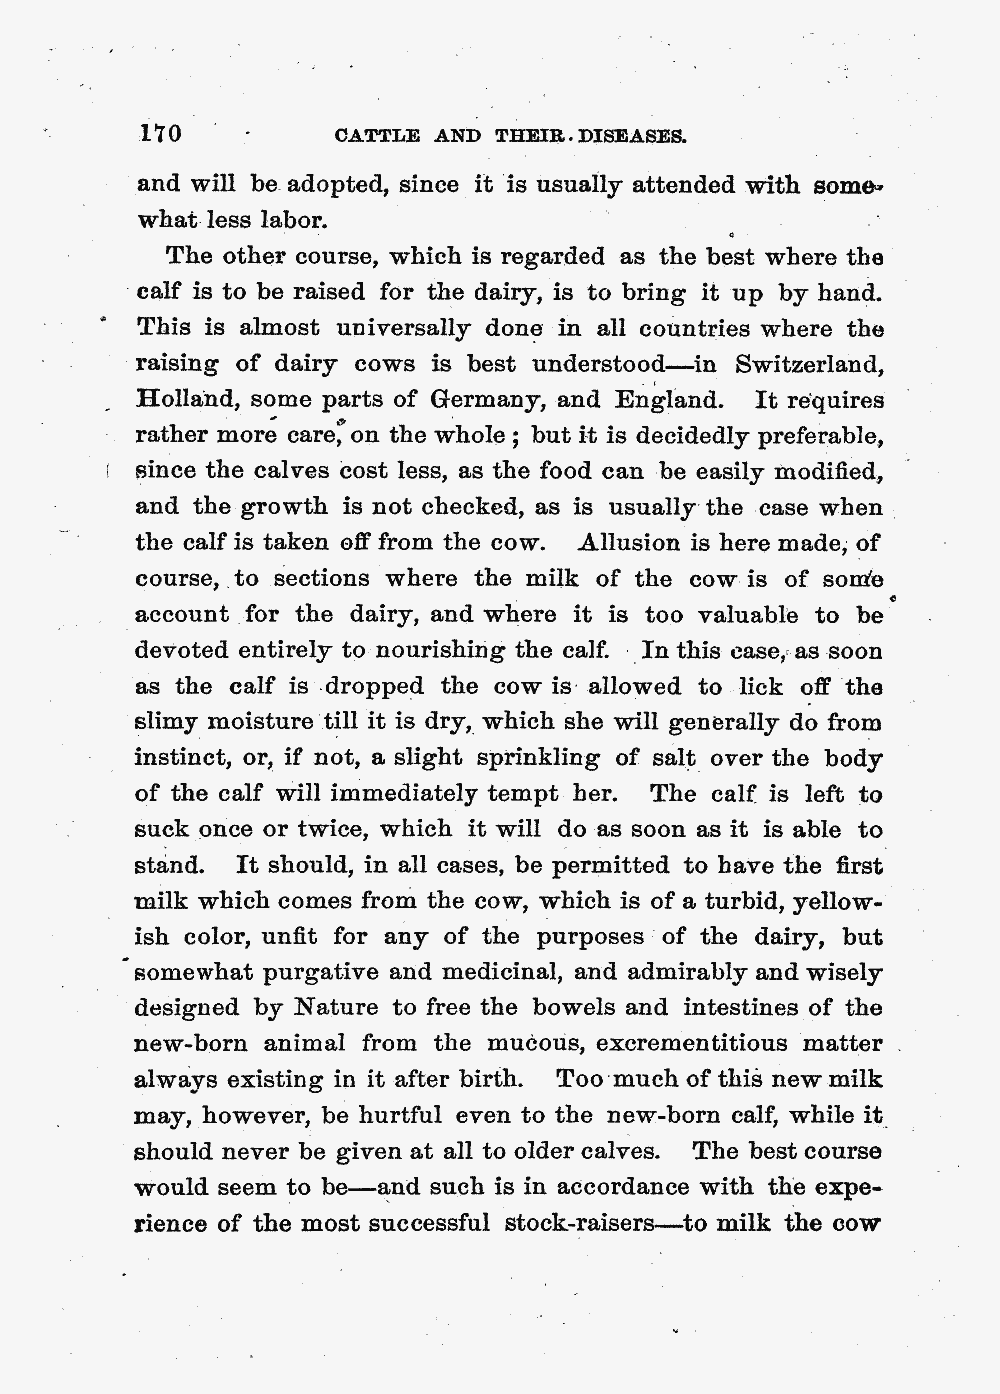 170 CATTLE AND THEIR DISEASES.
and will be adopted, since it is usually attended with some-
what less labor.
The other course, which is regarded as the best where the
calf is to be raised for the dairy, is to bring it up by hand.
This is almost universally done in all countries where the
raising of dairy cows is best understood—in Switzerland,
Holland, some parts of Germany, and England. It requires
rather more care, on the whole; but it is decidedly preferable,
since the calves cost less, as the food can be easily modified,
and the growth is not checked, as is usually the case when
the calf is taken off from the cow. Allusion is here made, of
course, to sections where the milk of the cow is of some
account for the dairy, and where it is too valuable to be
devoted entirely to nourishing the calf. In this case, as soon
as the calf is dropped the cow is allowed to lick off the
slimy moisture till it is dry, which she will generally do from
instinct, or, if not, a slight sprinkling of salt over the body
of the calf will immediately tempt her. The calf is left to
suck once or twice, which it will do as soon as it is able to
stand. It should, in all cases, be permitted to have the first
milk which comes from the cow, which is of a turbid, yellow-
ish color, unfit for any of the purposes of the dairy, but
somewhat purgative and medicinal, and admirably and wisely
designed by Nature to free the bowels and intestines of the
new-born animal from the mucous, excrementitious matter
always existing in it after birth. Too much of this new milk
may, however, be hurtful even to the new-born calf, while it
should never be given at all to older calves. The best course
would seem to be—and such is in accordance with the expe-
rience of the most successful stock-raisers—to milk the cow